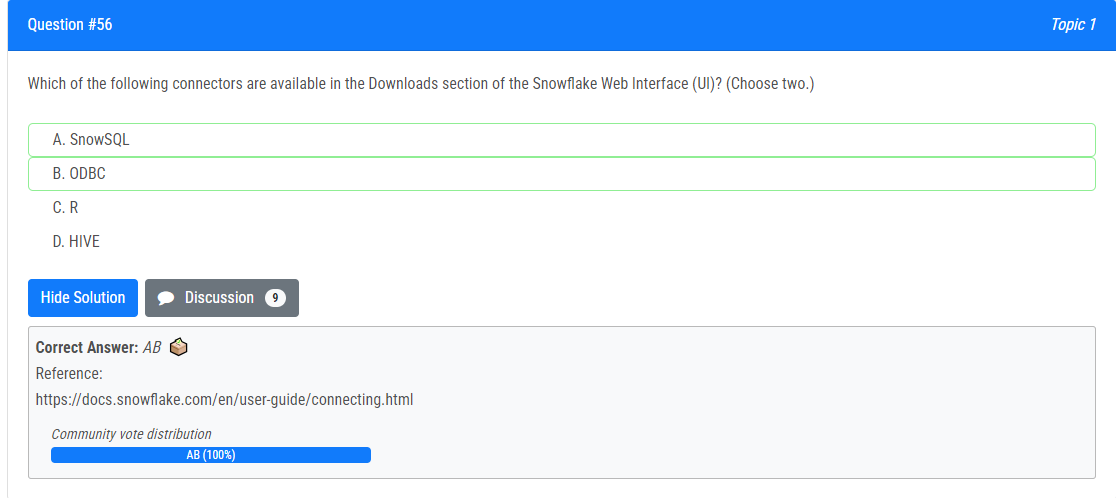 Question #56
Topic 1
Which of the following connectors are available in the Downloads section of the Snowflake Web Interface (UI)? (Choose two.)
A. SnowSQL
B. ODBC
C. R
D. HIVE
Hide Solution
Discussion 9
Correct Answer: AB
Reference:
https://docs.snowflake.com/en/user-guide/connecting.html
Community vote distribution
AB (100%)